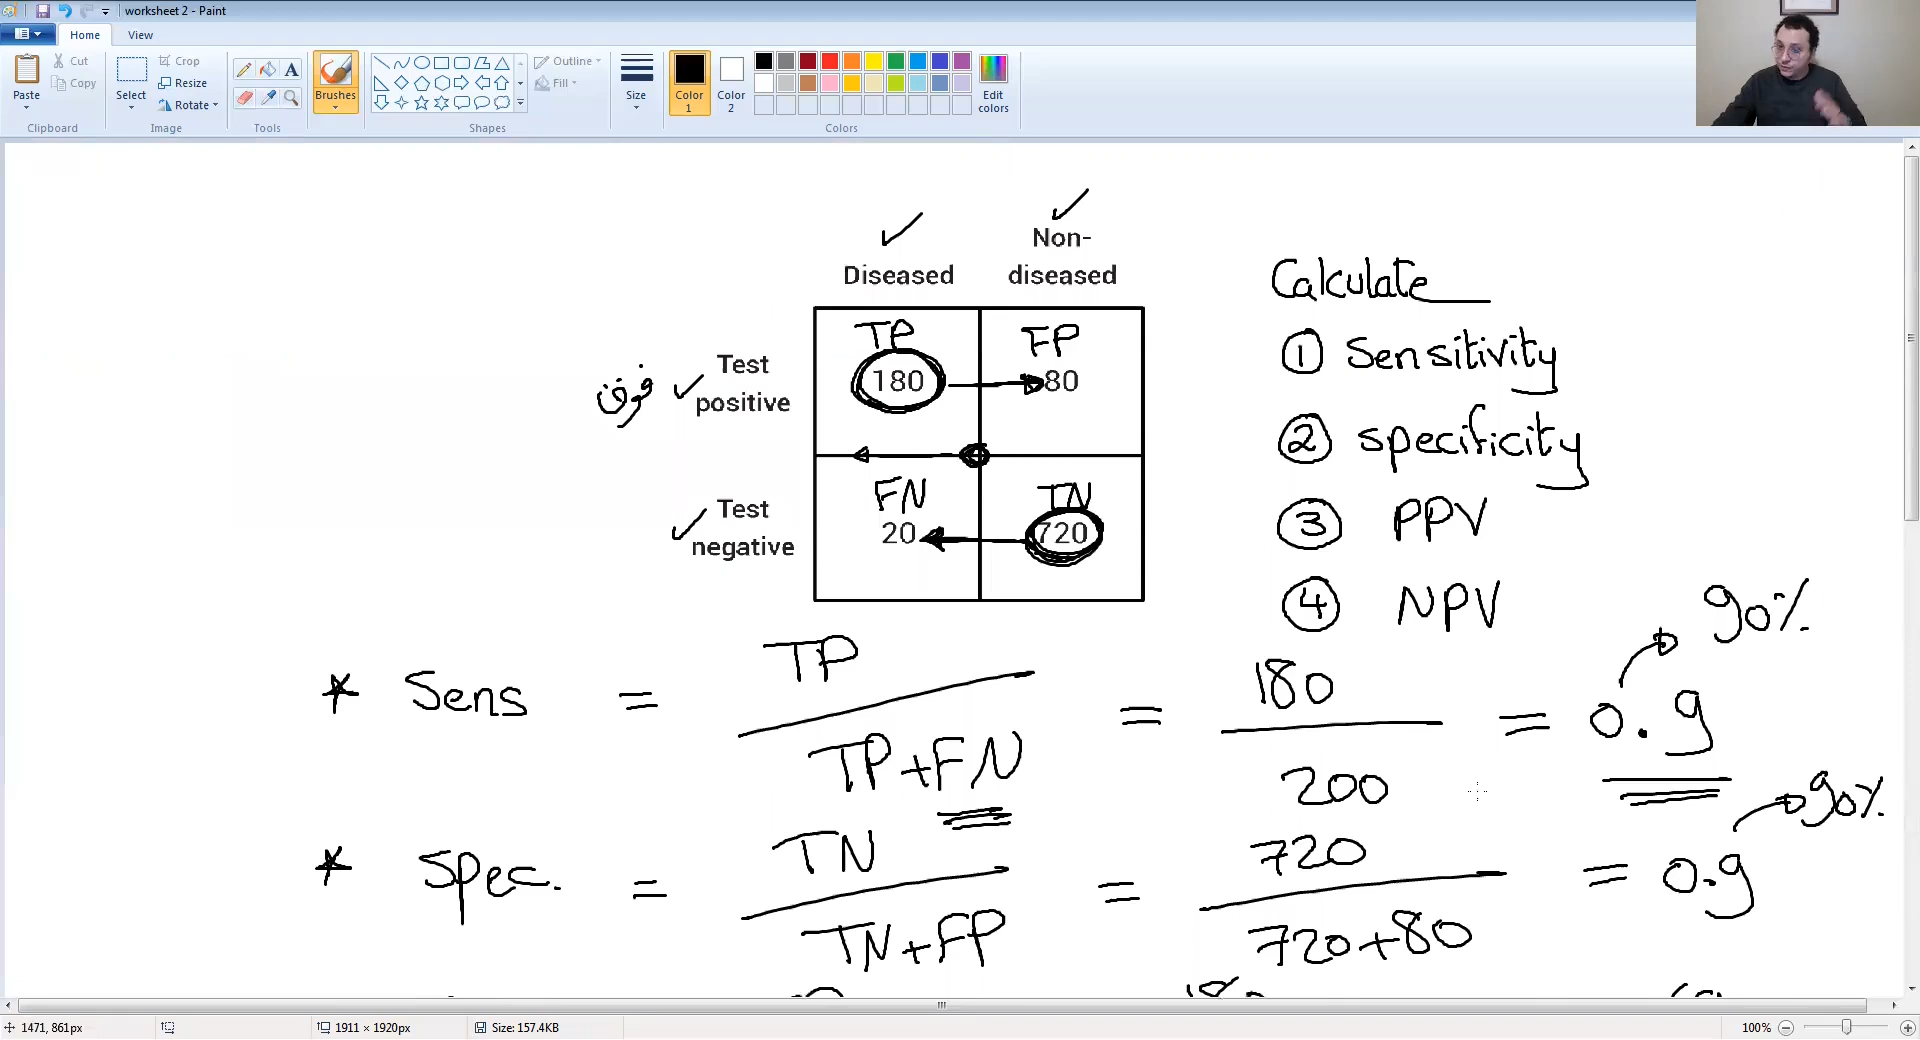 worksheet 2 - Paint
Home View
Paste
Cut
Copy
Clipboard
Select
Crop
Resize
Rotate
Image
Tools
Brushes
Shapes
Outline
Fill
Size
Color 1
Color 2
Edit colors
Colors
Diseased
Non-
diseased
Test
positive
فوق
TP
180
FP
80
Test
negative
FN
20
TN
720
Calculate
1 Sensitivity
2 specificity
3 PPV
4 NPV
* Sens = TP
TP+FN
= 180
200
= 0.9
90%
* Spec. = TN
TN+FP
= 720
720+80
= 0.9
90%
1471, 861px
1911 × 1920px
Size: 157.4KB
100%